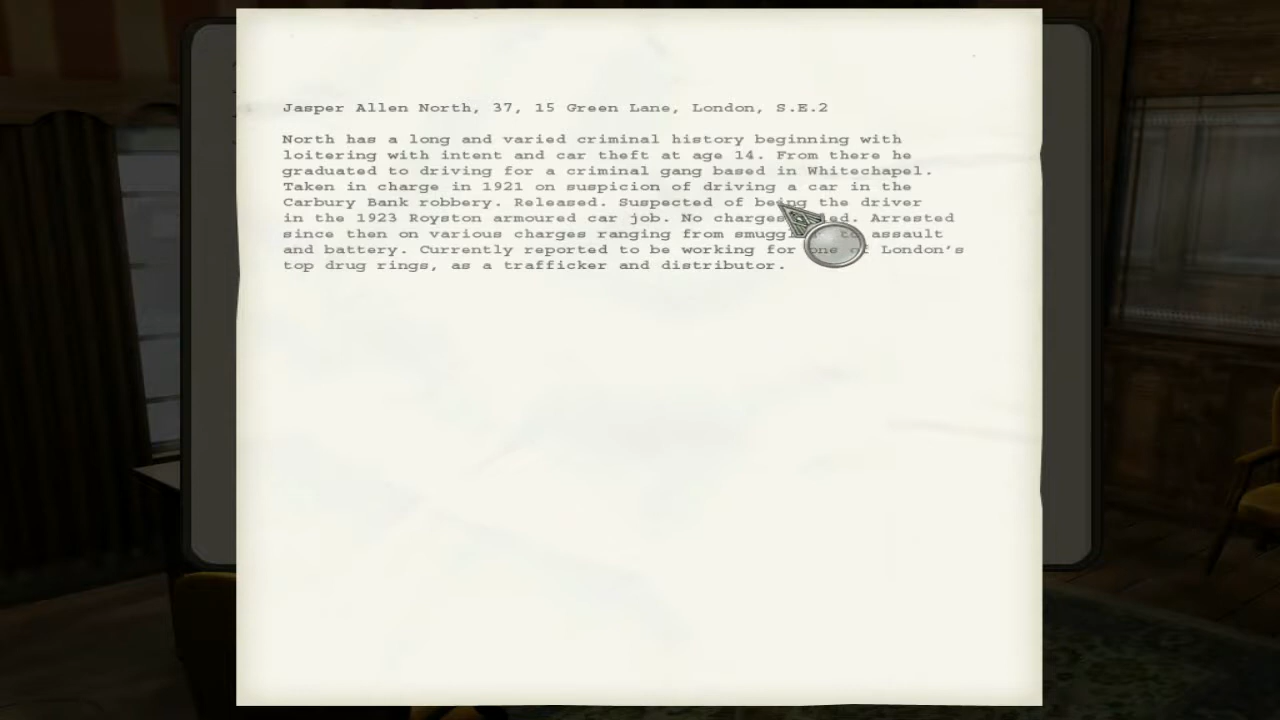 Jasper Allen North, 37, 15 Green Lane, London, S.E.2
North has a long and varied criminal history beginning with
loitering with intent and car theft at age 14. From there he
graduated to driving for a criminal gang based in Whitechapel.
Taken in charge in 1921 on suspicion of driving a car in the
Carbury Bank robbery. Released. Suspected of being the driver
in the 1923 Royston armoured car job. No charges Arrested
since then on various charges ranging from to assault
and battery. Currently reported to be working for one of London's
top drug rings, as a trafficker and distributor.